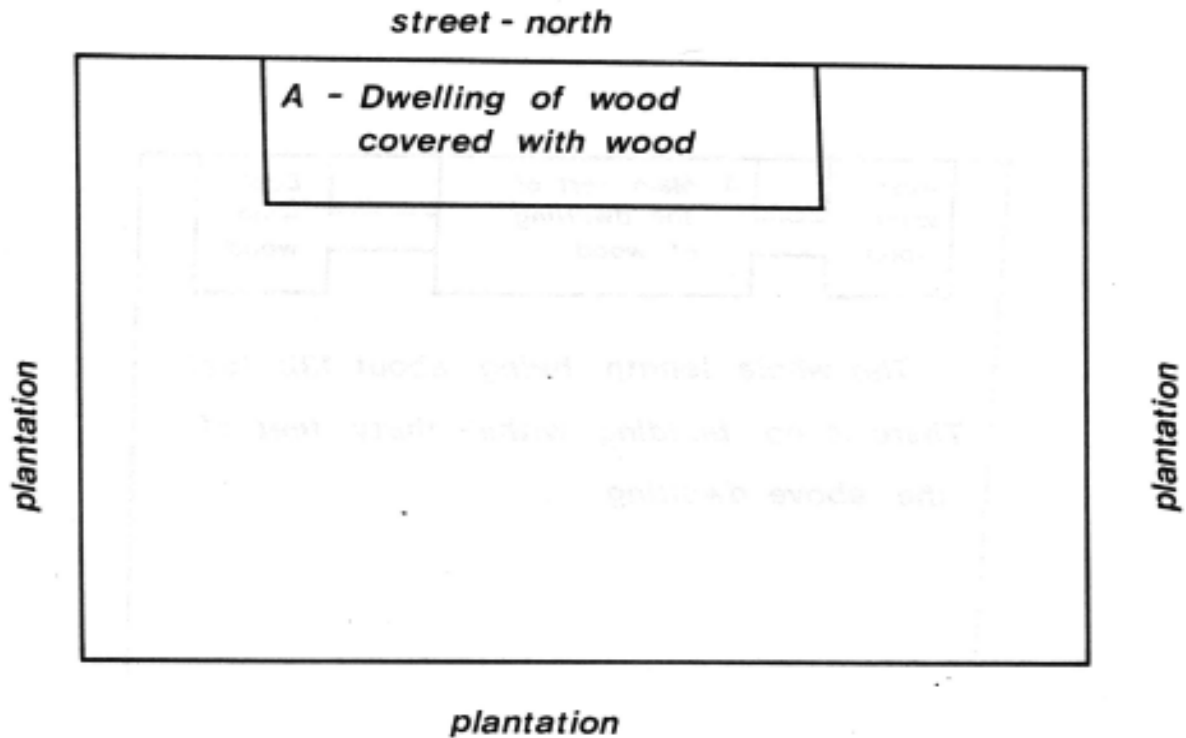 street - north
A - Dwelling of wood
covered with wood
plantation
plantation
plantation